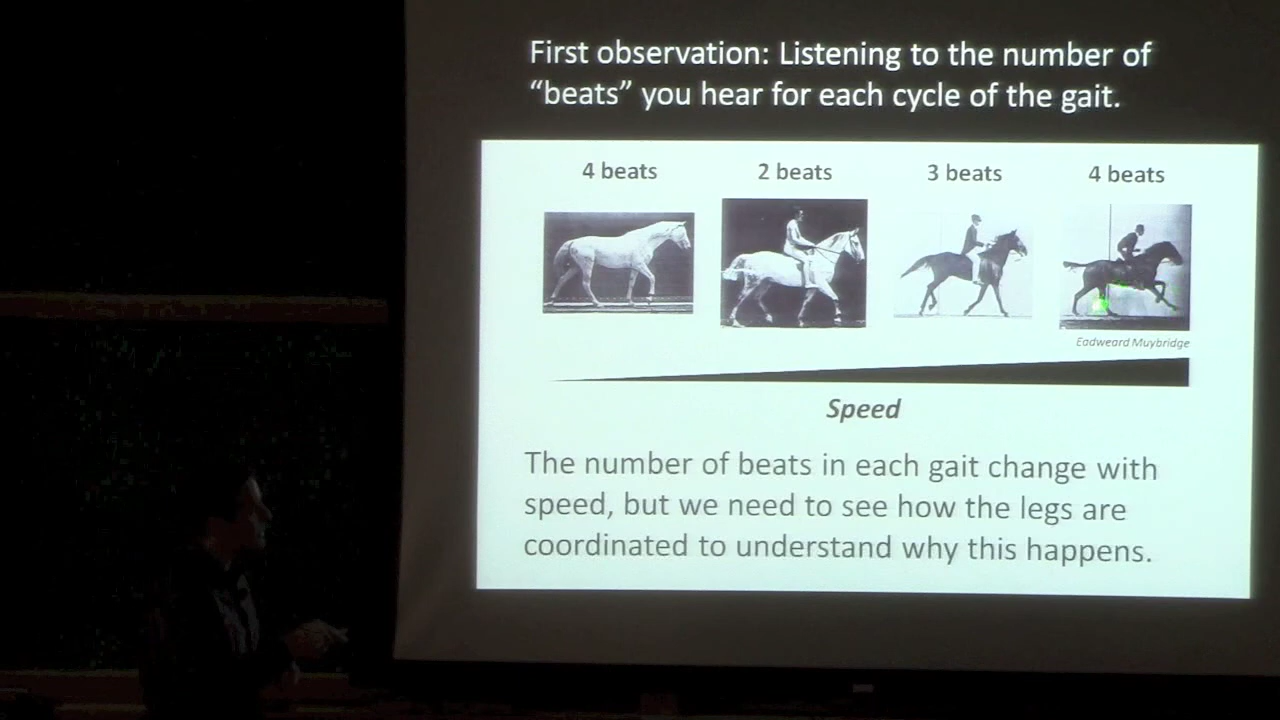 First observation: Listening to the number of
“beats” you hear for each cycle of the gait.
4 beats 2 beats 3 beats 4 beats
Eadweard Muybridge
Speed
The number of beats in each gait change with
speed, but we need to see how the legs are
coordinated to understand why this happens.